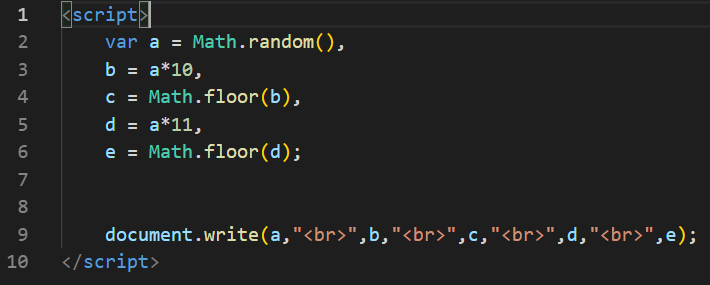 1 <script>
2 var a = Math.random(),
3 b = a*10,
4 c = Math.floor(b),
5 d = a*11,
6 e = Math.floor(d);
7
8
9 document.write(a,"<br>",b,"<br>",c,"<br>",d,"<br>",e);
10 </script>